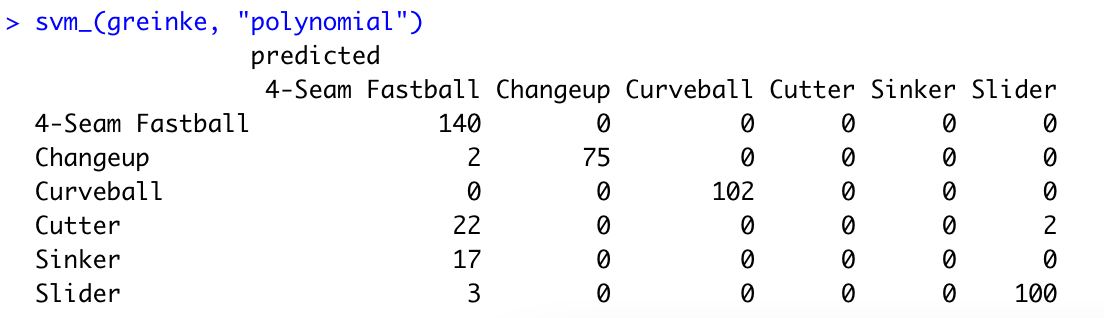 > svm_(greinke, "polynomial")
predicted
4-Seam Fastball Changeup Curveball Cutter Sinker Slider
4-Seam Fastball 140 0 0 0 0 0
Changeup 2 75 0 0 0 0
Curveball 0 0 102 0 0 0
Cutter 22 0 0 0 0 2
Sinker 17 0 0 0 0 0
Slider 3 0 0 0 0 100